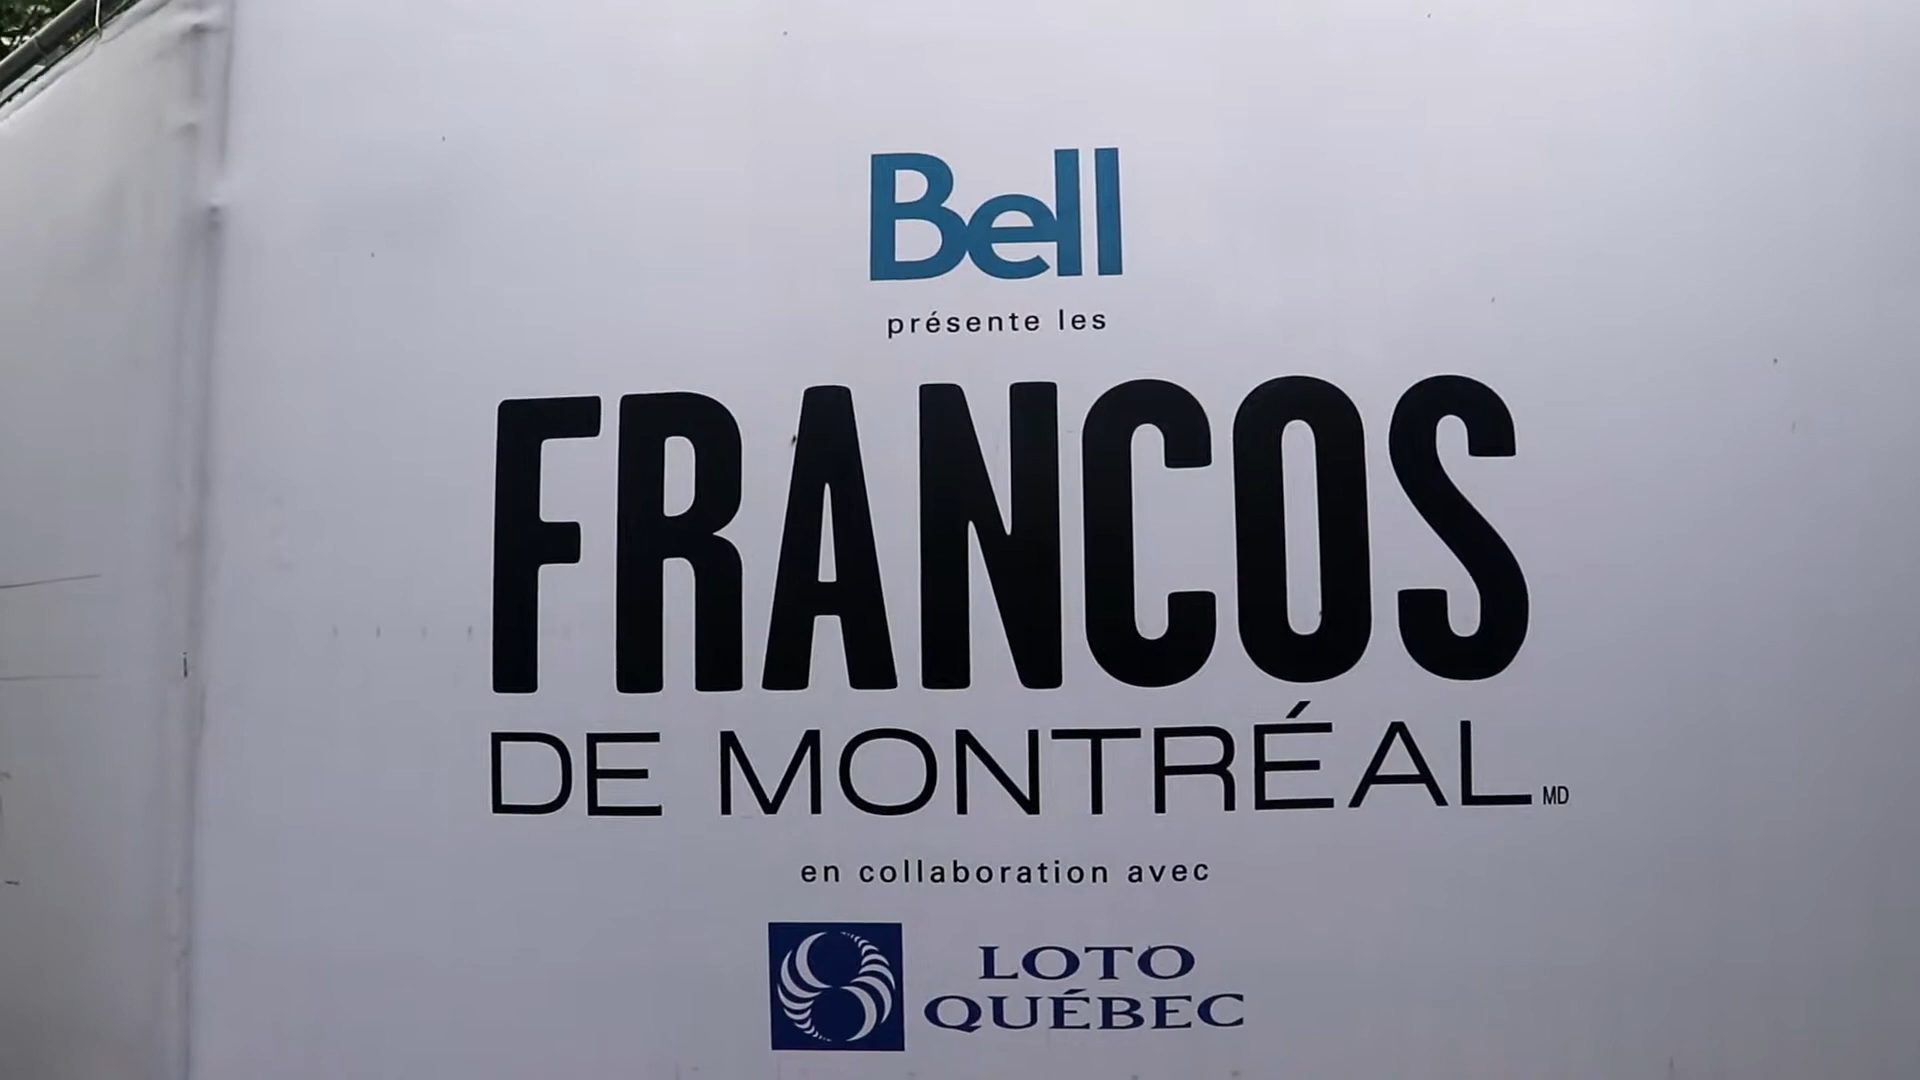 Bell
présente les
FRANCOS
DE MONTRÉAL MD
en collaboration avec
LOTO
QUÉBEC